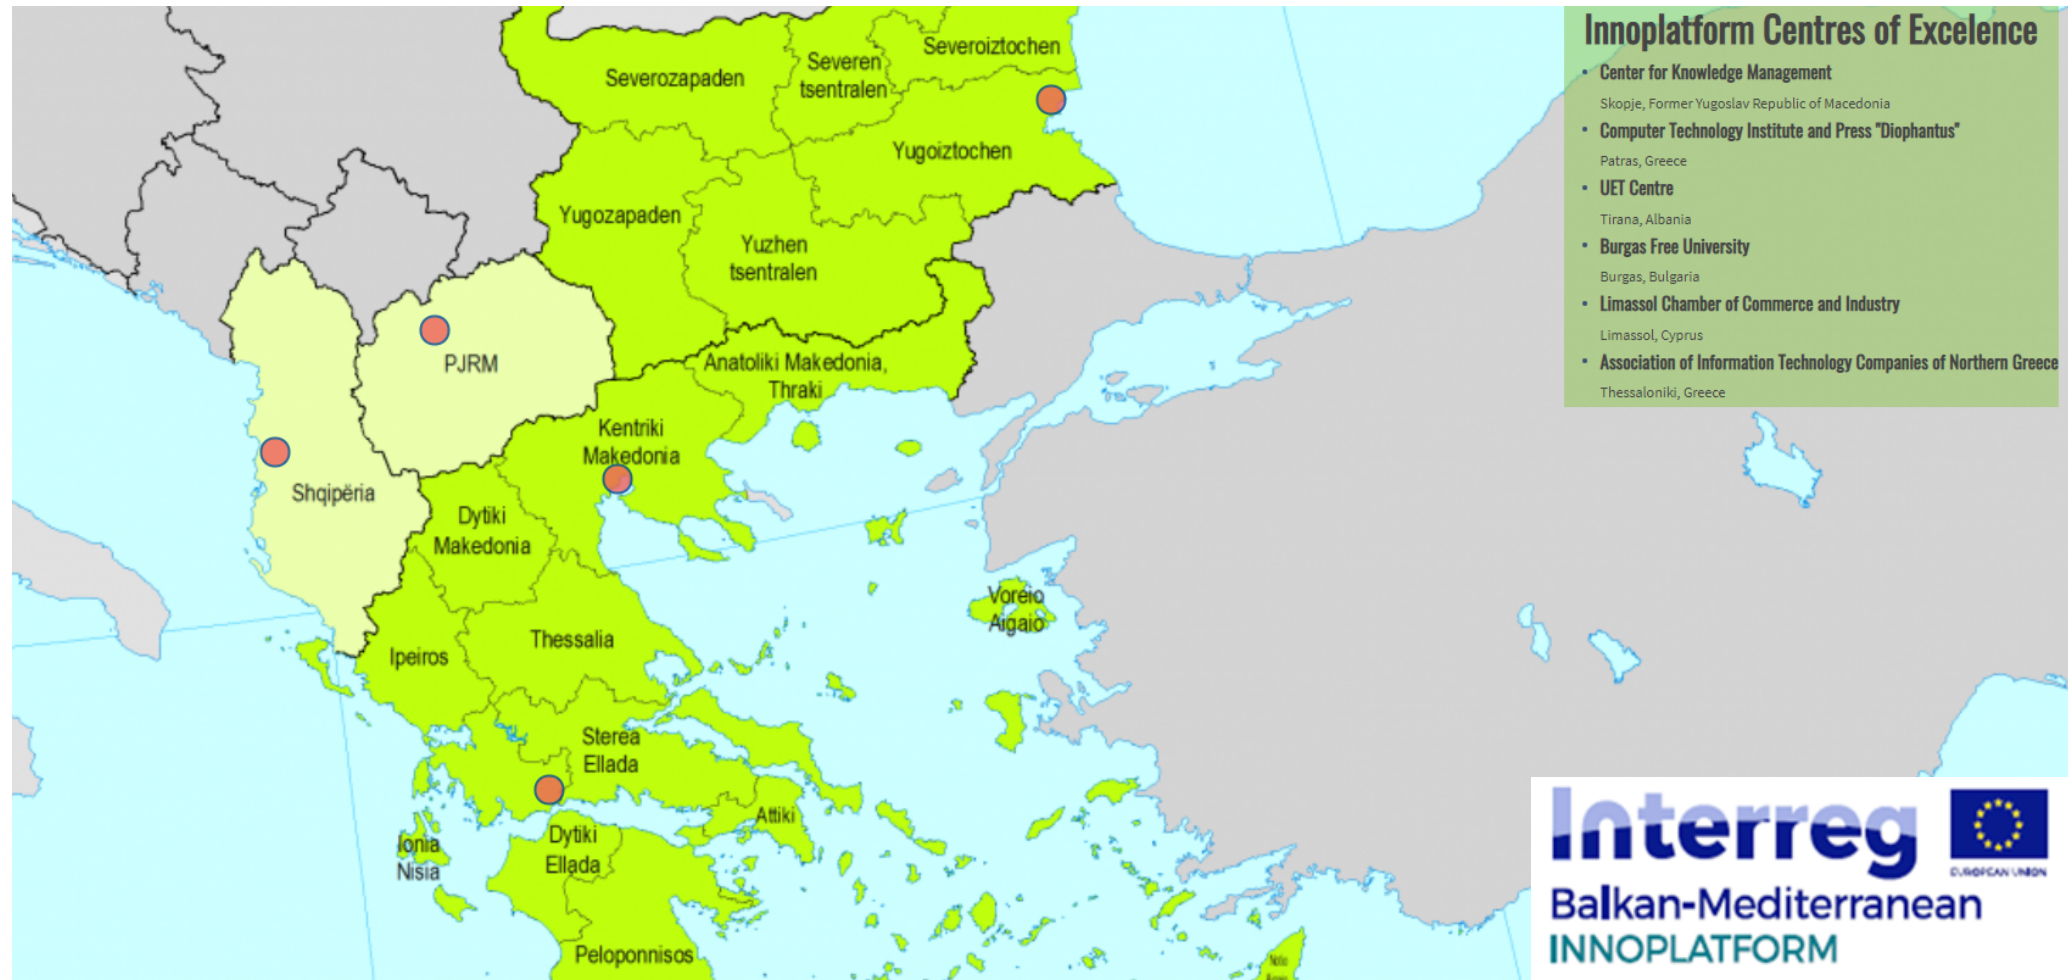 Innoplatform Centres of Excelence
• Center for Knowledge Management
Skopje, Former Yugoslav Republic of Macedonia
• Computer Technology Institute and Press "Diophantus"
Patras, Greece
• UET Centre
Tirana, Albania
• Burgas Free University
Burgas, Bulgaria
• Limassol Chamber of Commerce and Industry
Limassol, Cyprus
• Association of Information Technology Companies of Northern Greece
Thessaloniki, Greece
Severoiztochen
Severozapaden
Severen
tsentralen
Yugoiztochen
Yugozapaden
Yuzhen
tsentralen
PJRM
Anatoliki Makedonia,
Thraki
Kentriki
Makedonia
Shqipëria
Dytiki
Makedonia
Voreio
Aigaio
Thessalia
Ipeiros
Sterea
Ellada
Attiki
Ionia
Nisia
Dytiki
Ellada
Peloponnisos
Interreg
EUROPEAN UNION
Balkan-Mediterranean
INNOPLATFORM